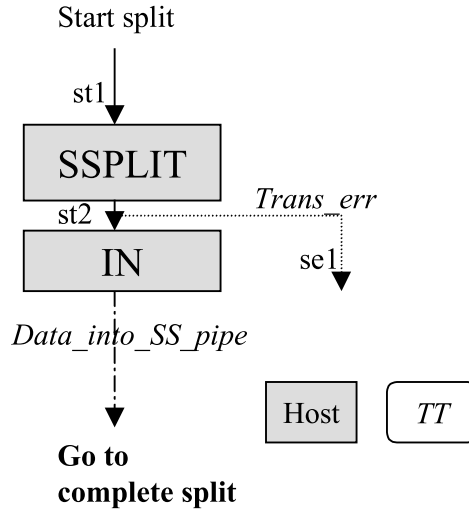 Start split
st1
SSPLIT
Trans_err
st2
IN
se1
Data_into_SS_pipe
Host
TT
Go to
complete split